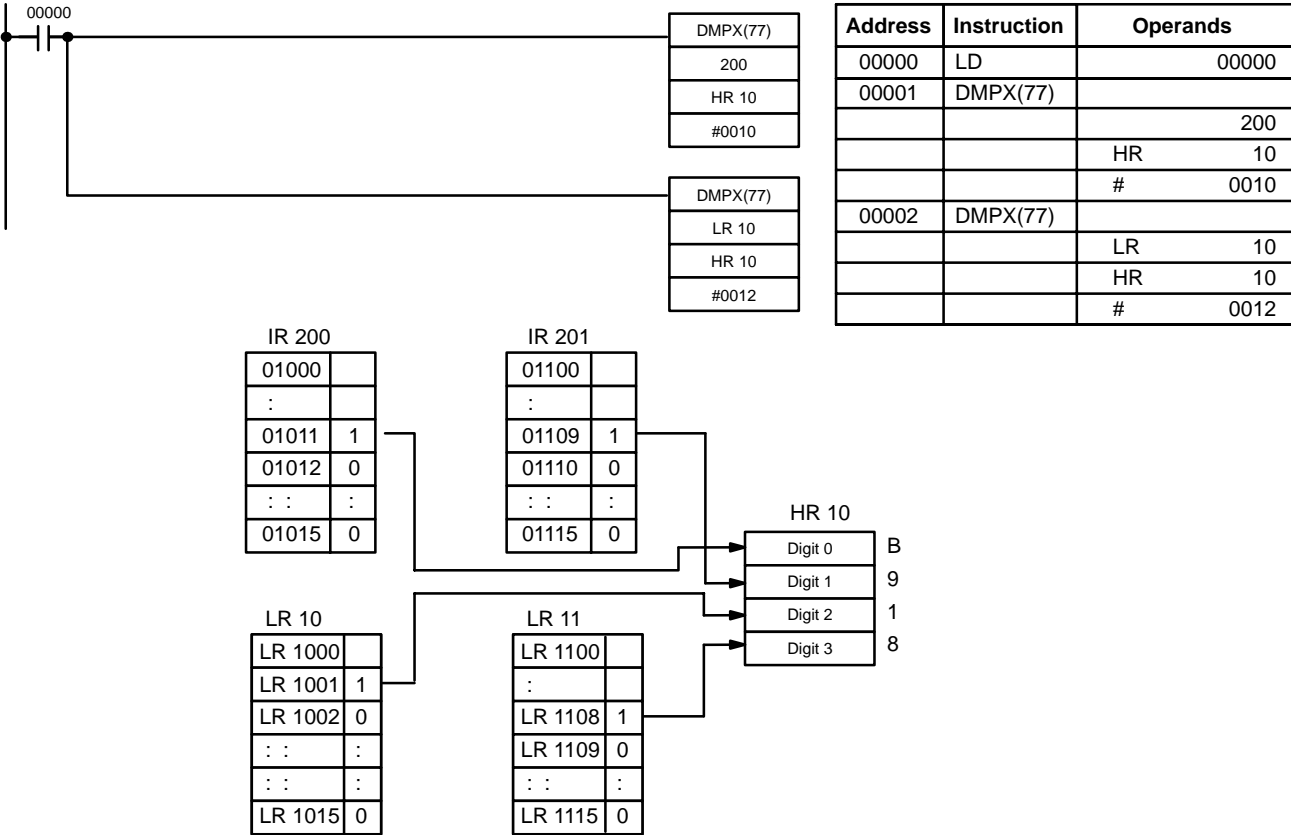 00000
DMPX(77)
200
HR 10
#0010
DMPX(77)
LR 10
HR 10
#0012
Address Instruction Operands
00000 LD 00000
00001 DMPX(77)
200
HR 10
# 0010
00002 DMPX(77)
LR 10
HR 10
# 0012
IR 200
01000
:
01011 1
01012 0
: : :
01015 0
IR 201
01100
:
01109 1
01110 0
: : :
01115 0
HR 10
Digit 0 B
Digit 1 9
Digit 2 1
Digit 3 8
LR 10
LR 1000
LR 1001 1
LR 1002 0
: : :
: : :
LR 1015 0
LR 11
LR 1100
:
LR 1108 1
LR 1109 0
: : :
LR 1115 0